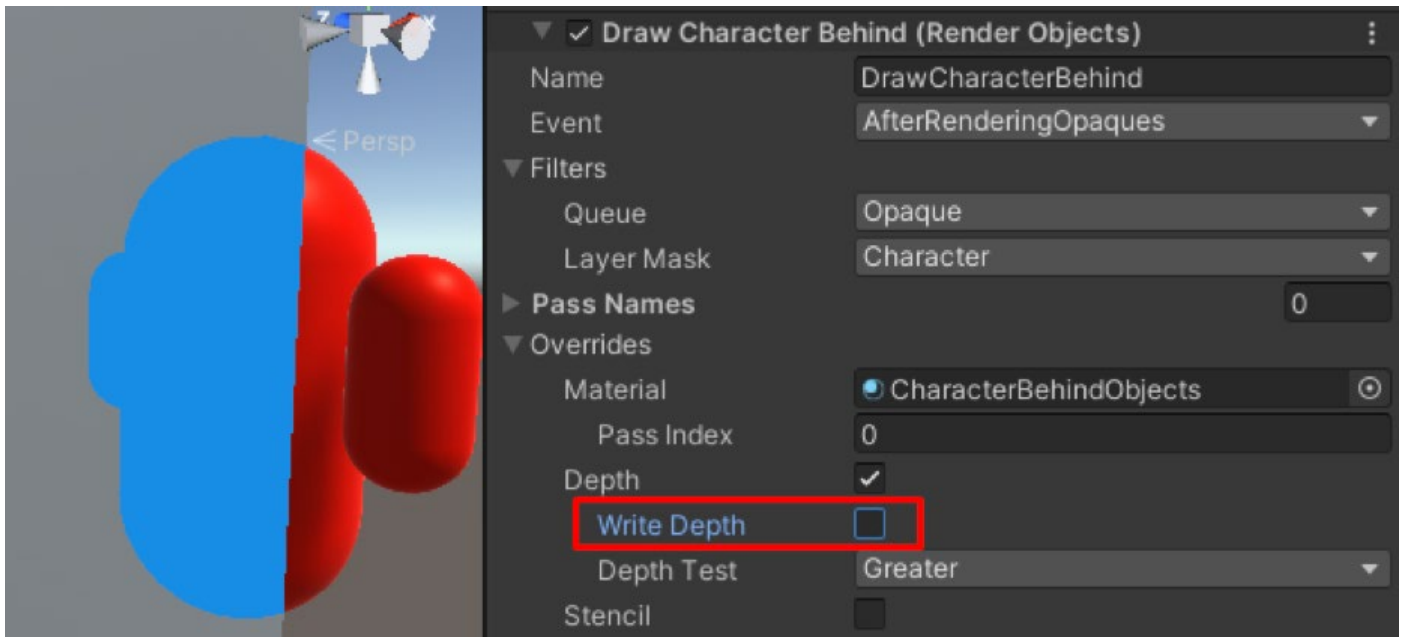 Z
X
< Persp
Draw Character Behind (Render Objects)
Name DrawCharacterBehind
Event AfterRenderingOpaques
Filters
Queue Opaque
Layer Mask Character
Pass Names 0
Overrides
Material CharacterBehindObjects
Pass Index 0
Depth
Write Depth
Depth Test Greater
Stencil